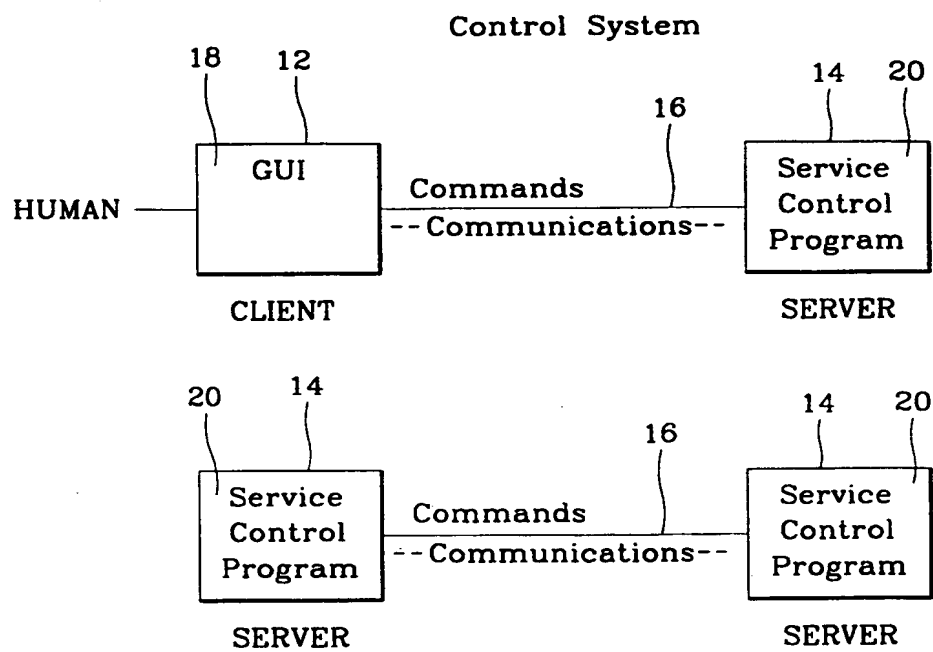 Control System
18 12 14 20
16
GUI
Service
Control
Program
HUMAN
Commands
--Communications--
CLIENT
SERVER
20 14 14 20
16
Service
Control
Program
Commands
--Communications--
Service
Control
Program
SERVER
SERVER